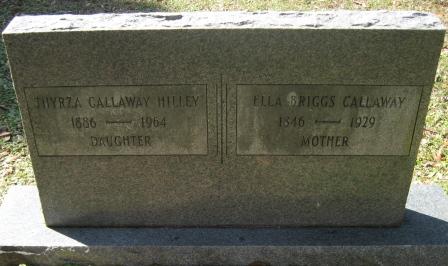 THYRZA CALLAWAY HILLEY
1886 — 1964
DAUGHTER
ELLA BRIGGS CALLAWAY
1846 — 1929
MOTHER